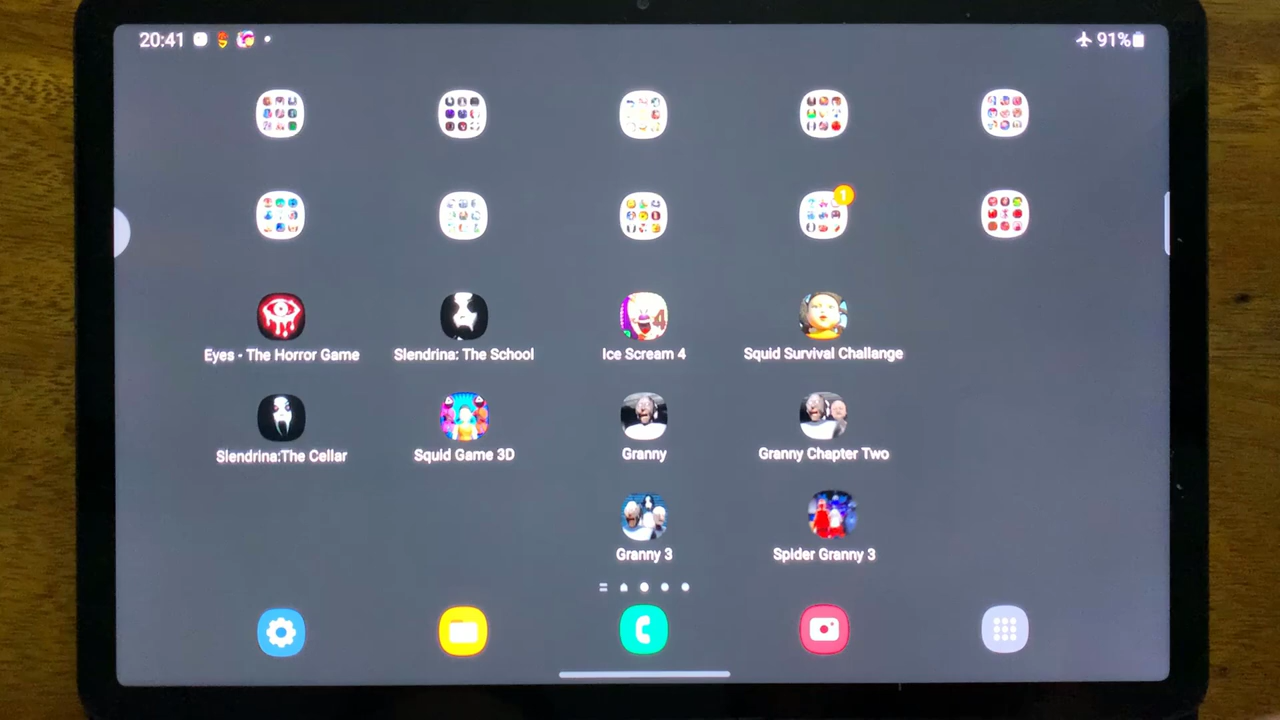 20:41
91%
1
Eyes - The Horror Game
Slendrina: The School
Ice Scream 4
Squid Survival Challange
Slendrina:The Cellar
Squid Game 3D
Granny
Granny Chapter Two
Granny 3
Spider Granny 3